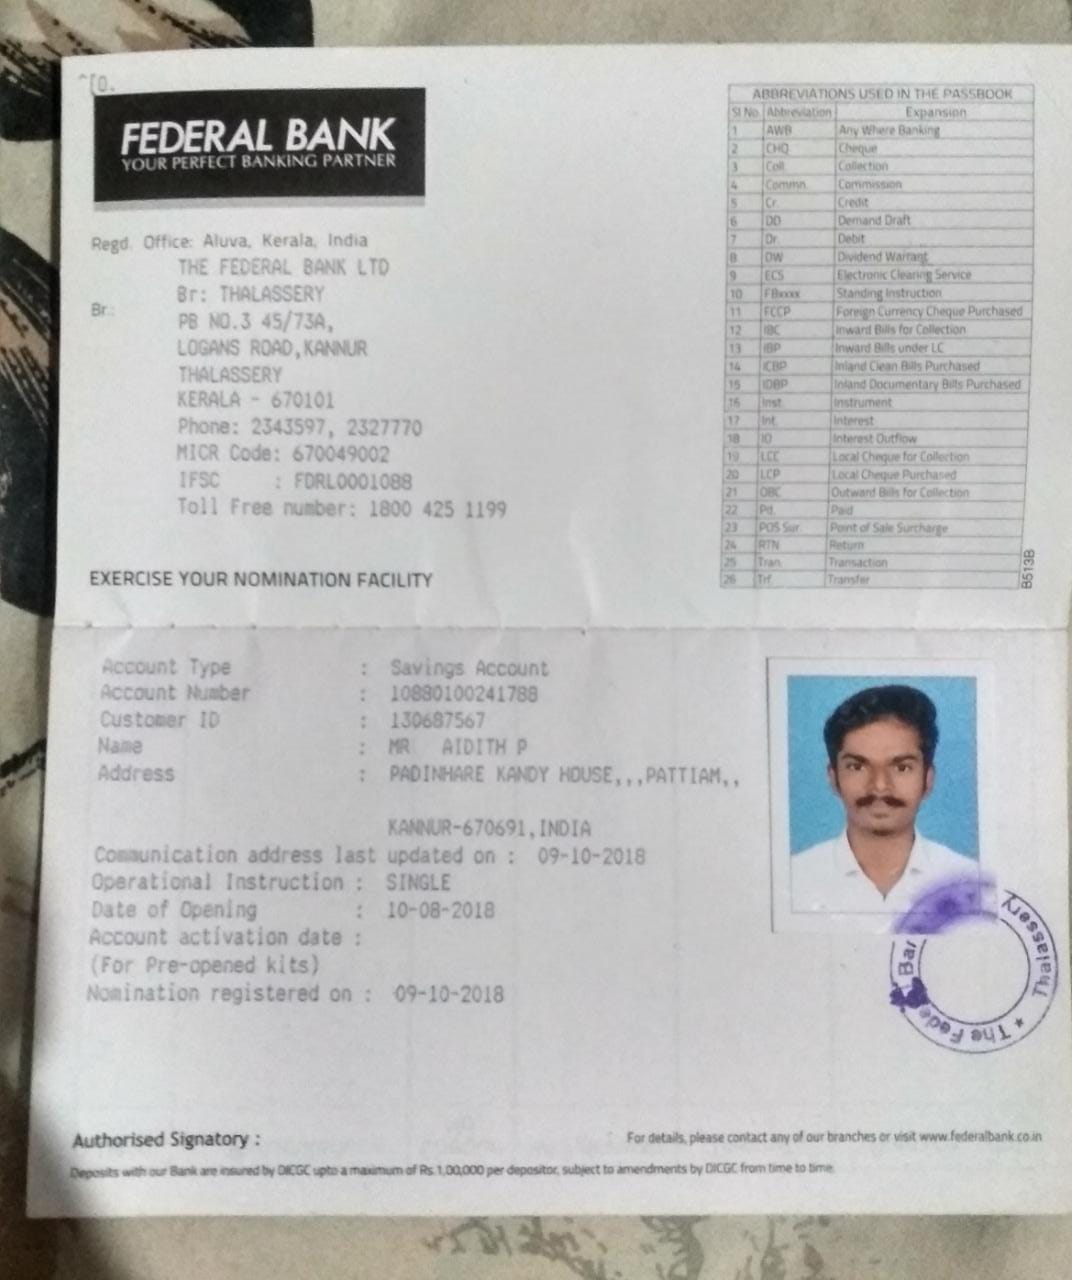 ^[0.
FEDERAL BANK
YOUR PERFECT BANKING PARTNER
Regd. Office: Aluva, Kerala, India
THE FEDERAL BANK LTD
Br: THALASSERY
Br.:
PB NO.3 45/73A,
LOGANS ROAD,KANNUR
THALASSERY
KERALA - 670101
Phone: 2343597, 2327770
MICR Code: 670049002
IFSC : FDRL0001088
Toll Free number: 1800 425 1199
EXERCISE YOUR NOMINATION FACILITY
ABBREVIATIONS USED IN THE PASSBOOK
Sl No. Abbreviation Expansion
1 AWB Any Where Banking
2 CHQ Cheque
3 Coll. Collection
4 Commn. Commission
5 Cr. Credit
6 DD Demand Draft
7 Dr. Debit
8 DW Dividend Warrant
9 ECS Electronic Clearing Service
10 FBxxxx Standing Instruction
11 FCCP Foreign Currency Cheque Purchased
12 IBC Inward Bills for Collection
13 IBP Inward Bills under LC
14 ICBP Inland Clean Bills Purchased
15 IDBP Inland Documentary Bills Purchased
16 Inst. Instrument
17 Int. Interest
18 IO Interest Outflow
19 LCC Local Cheque for Collection
20 LCP Local Cheque Purchased
21 OBC Outward Bills for Collection
22 Pd. Paid
23 POS Sur. Point of Sale Surcharge
24 RTN Return
25 Tran. Transaction
26 Trf. Transfer
B513B
Account Type : Savings Account
Account Number : 10880100241788
Customer ID : 130687567
Name : MR AIDITH P
Address : PADINHARE KANDY HOUSE,,,PATTIAM,,
KANNUR-670691,INDIA
Communication address last updated on : 09-10-2018
Operational Instruction : SINGLE
Date of Opening : 10-08-2018
Account activation date :
(For Pre-opened kits)
Nomination registered on : 09-10-2018
* The Feder Ban Thalassery
Authorised Signatory :
For details, please contact any of our branches or visit www.federalbank.co.in
Deposits with our Bank are insured by DICGC upto a maximum of Rs.1,00,000 per depositor, subject to amendments by DICGC from time to time.